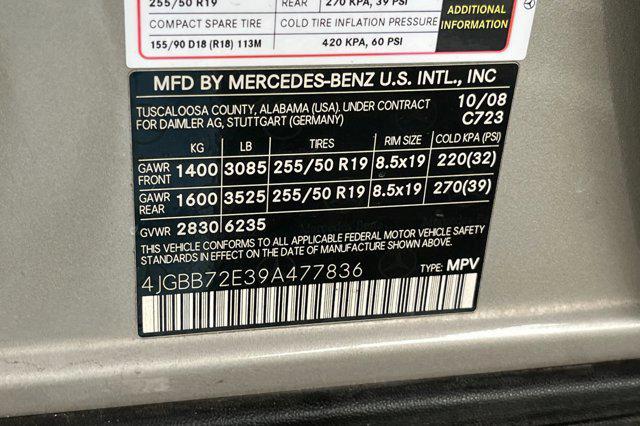 255/50 R19 REAR 270 KPA, 39 PSI
COMPACT SPARE TIRE COLD TIRE INFLATION PRESSURE
155/90 D18 (R18) 113M 420 KPA, 60 PSI
ADDITIONAL
INFORMATION
MFD BY MERCEDES-BENZ U.S. INTL., INC
TUSCALOOSA COUNTY, ALABAMA (USA). UNDER CONTRACT 10/08
FOR DAIMLER AG, STUTTGART (GERMANY) C723
KG LB TIRES RIM SIZE COLD KPA (PSI)
GAWR FRONT 1400 3085 255/50 R19 8.5x19 220(32)
GAWR REAR 1600 3525 255/50 R19 8.5x19 270(39)
GVWR 2830 6235
THIS VEHICLE CONFORMS TO ALL APPLICABLE FEDERAL MOTOR VEHICLE SAFETY
STANDARDS IN EFFECT ON THE DATE OF MANUFACTURE SHOWN ABOVE.
4JGBB72E39A477836 TYPE: MPV